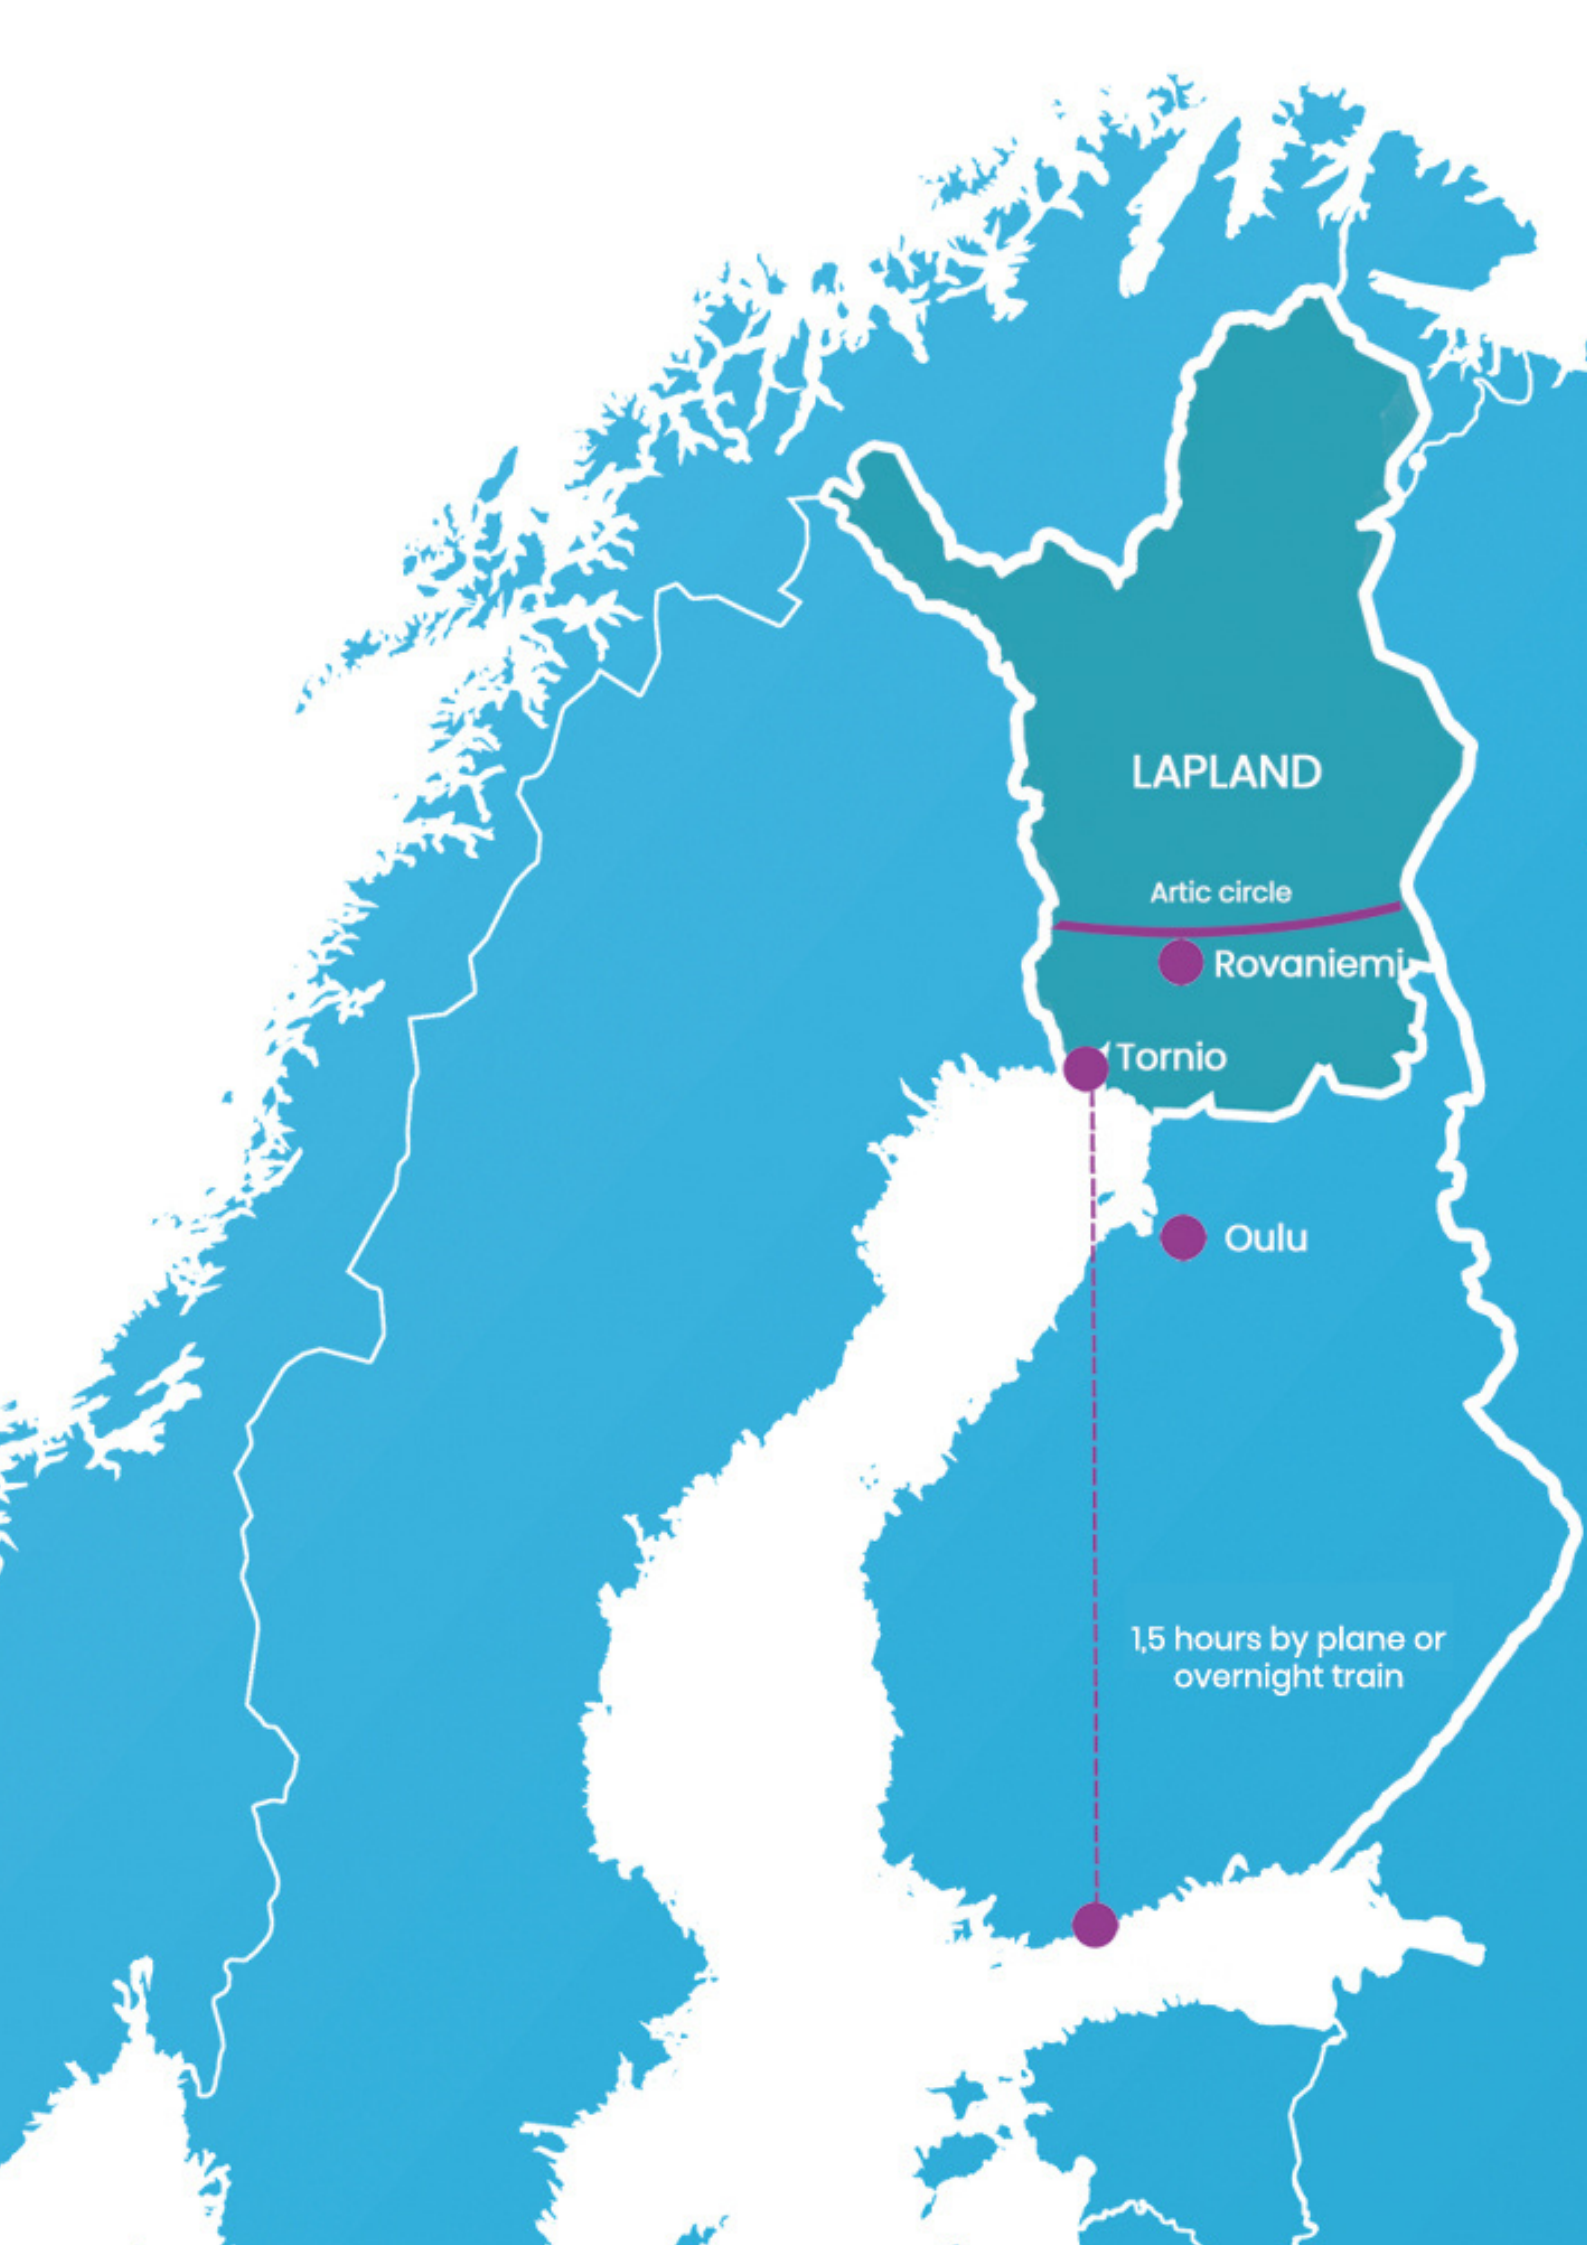 LAPLAND
Artic circle
Rovaniemi
Tornio
Oulu
1,5 hours by plane or
overnight train